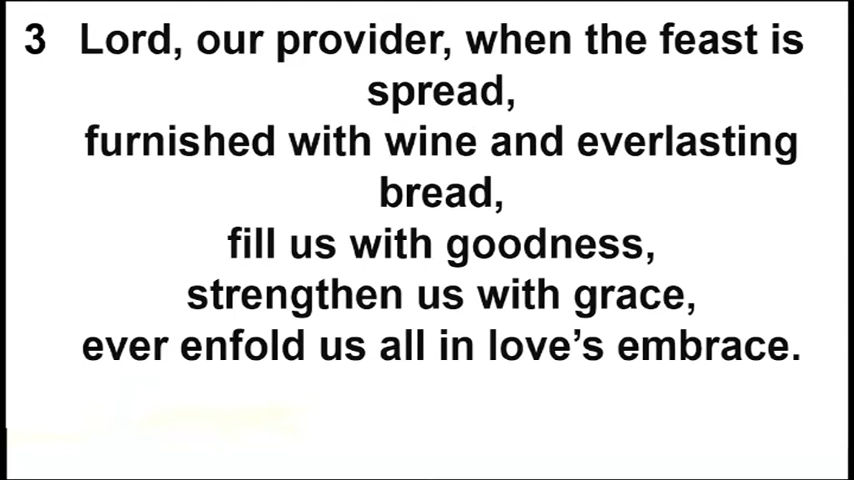 3 Lord, our provider, when the feast is
spread,
furnished with wine and everlasting
bread,
fill us with goodness,
strengthen us with grace,
ever enfold us all in love’s embrace.